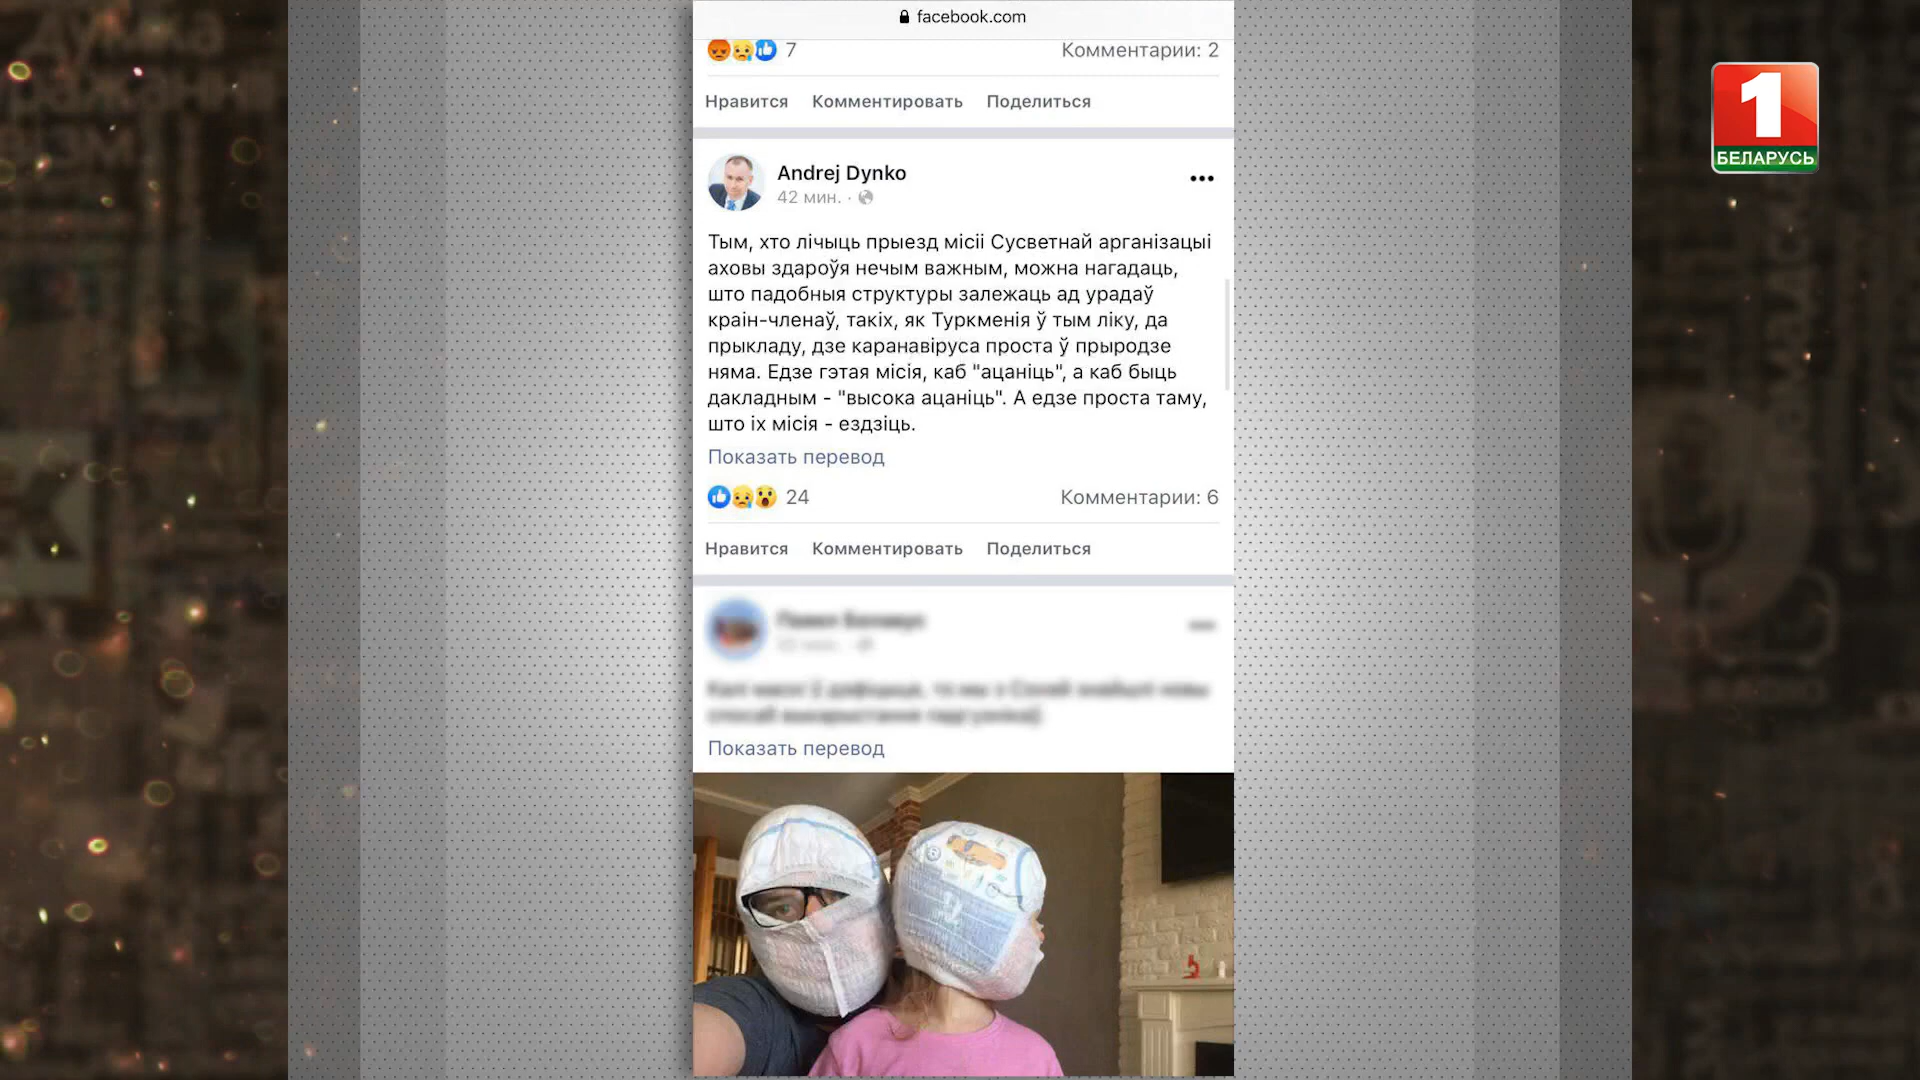 facebook.com
7
Комментарии: 2
Нравится Комментировать Поделиться
1
БЕЛАРУСЬ
Andrej Dynko
42 мин. ·
Тым, хто лічыць прыезд місіі Сусветнай арганізацыі
аховы здароўя нечым важным, можна нагадаць,
што падобныя структуры залежаць ад урадаў
краін-членаў, такіх, як Туркменія ў тым ліку, да
прыкладу, дзе каранавіруса проста ў прыродзе
няма. Едзе гэтая місія, каб "ацаніць", а каб быць
дакладным - "высока ацаніць". А едзе проста таму,
што іх місія - ездзіць.
Показать перевод
24
Комментарии: 6
Нравится Комментировать Поделиться
Показать перевод